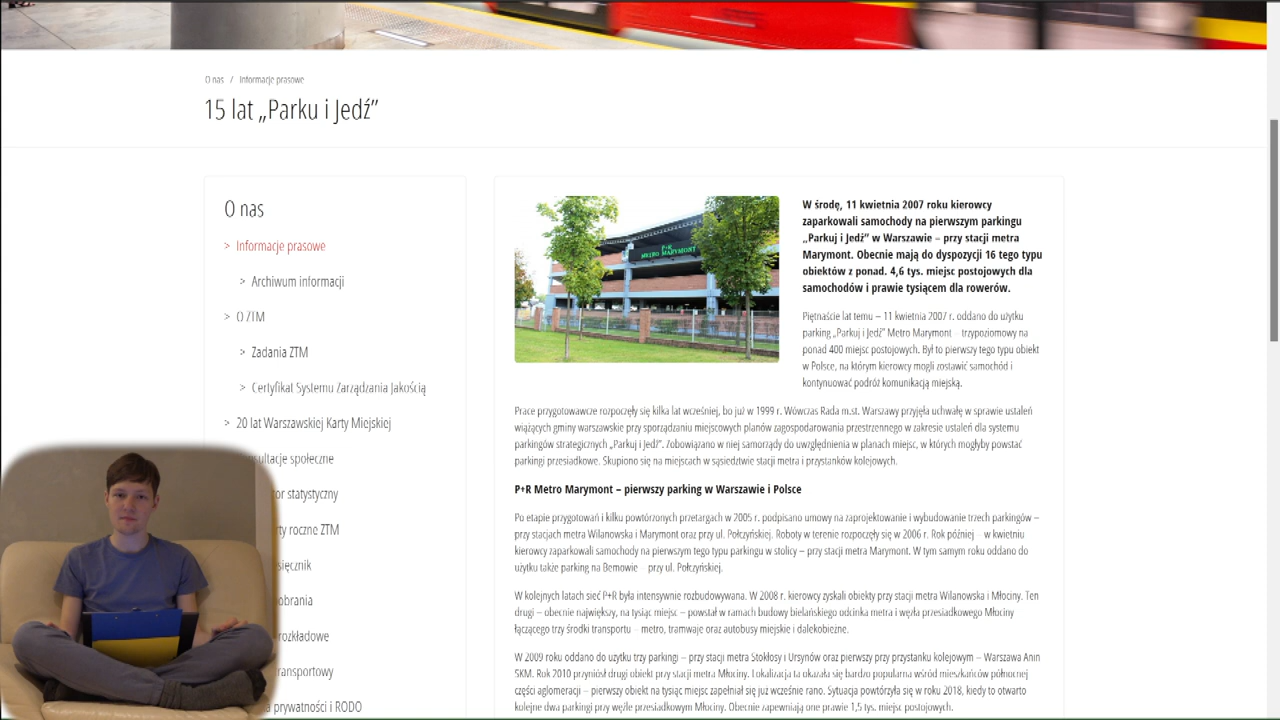 O nas / Informacje prasowe
15 lat „Parku i Jedź”
O nas
> Informacje prasowe
> Archiwum informacji
> O ZTM
> Zadania ZTM
> Certyfikat Systemu Zarządzania Jakością
> 20 lat Warszawskiej Karty Miejskiej
społeczne
statystyczny
roczne ZTM
rozkładowe
prywatności i RODO
P+R
METRO MARYMONT
W środę, 11 kwietnia 2007 roku kierowcy
zaparkowali samochody na pierwszym parkingu
„Parkuj i Jedź” w Warszawie – przy stacji metra
Marymont. Obecnie mają do dyspozycji 16 tego typu
obiektów z ponad. 4,6 tys. miejsc postojowych dla
samochodów i prawie tysiącem dla rowerów.
Piętnaście lat temu – 11 kwietnia 2007 r. oddano do użytku
parking „Parkuj i Jedź” Metro Marymont – trzypoziomowy na
ponad 400 miejsc postojowych. Był to pierwszy tego typu obiekt
w Polsce, na którym kierowcy mogli zostawić samochód i
kontynuować podróż komunikacją miejską.
Prace przygotowawcze rozpoczęły się kilka lat wcześniej, bo już w 1999 r. Wówczas Rada m.st. Warszawy przyjęła uchwałę w sprawie ustaleń
wiążących gminy warszawskie przy sporządzaniu miejscowych planów zagospodarowania przestrzennego w zakresie ustaleń dla systemu
parkingów strategicznych „Parkuj i Jedź”. Zobowiązano w niej samorządy do uwzględnienia w planach miejsc, w których mogłyby powstać
parkingi przesiadkowe. Skupiono się na miejscach w sąsiedztwie stacji metra i przystanków kolejowych.
P+R Metro Marymont – pierwszy parking w Warszawie i Polsce
Po etapie przygotowań i kilku powtórzonych przetargach w 2005 r. podpisano umowy na zaprojektowanie i wybudowanie trzech parkingów –
przy stacjach metra Wilanowska i Marymont oraz przy ul. Połczyńskiej. Roboty w terenie rozpoczęły się w 2006 r. Rok później – w kwietniu
kierowcy zaparkowali samochody na pierwszym tego typu parkingu w stolicy – przy stacji metra Marymont. W tym samym roku oddano do
użytku także parking na Bemowie – przy ul. Połczyńskiej.
W kolejnych latach sieć P+R była intensywnie rozbudowywana. W 2008 r. kierowcy zyskali obiekty przy stacji metra Wilanowska i Młociny. Ten
drugi – obecnie największy, na tysiąc miejsc – powstał w ramach budowy bielańskiego odcinka metra i węzła przesiadkowego Młociny
łączącego trzy środki transportu – metro, tramwaje oraz autobusy miejskie i dalekobieżne.
W 2009 roku oddano do użytku trzy parkingi – przy stacji metra Stokłosy i Ursynów oraz pierwszy przy przystanku kolejowym – Warszawa Anin
SKM. Rok 2010 przyniósł drugi obiekt przy stacji metra Młociny. Lokalizacja ta okazała się bardzo popularna wśród mieszkańców północnej
części aglomeracji – pierwszy obiekt na tysiąc miejsc zapełniał się już wcześnie rano. Sytuacja powtórzyła się w roku 2018, kiedy to otwarto
kolejne dwa parkingi przy węźle przesiadkowym Młociny. Obecnie zapewniają one prawie 1,5 tys. miejsc postojowych.